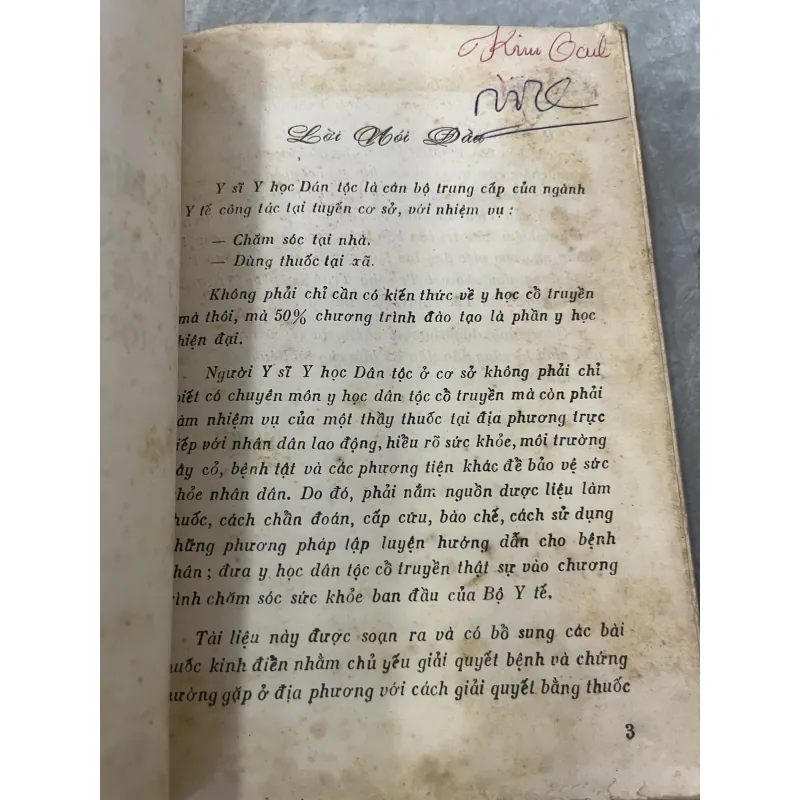 Kim
Lời Nói Đầu
Y sĩ Y học Dân tộc là cán bộ trung cấp của ngành
Y tế công tác tại tuyến cơ sở, với nhiệm vụ :
— Chăm sóc tại nhà.
— Dùng thuốc tại xã.
Không phải chỉ cần có kiến thức về y học cổ truyền
mà thôi, mà 50% chương trình đào tạo là phần y học
hiện đại.
Người Y sĩ Y học Dân tộc ở cơ sở không phải chỉ
biết có chuyên môn y học dân tộc cổ truyền mà còn phải
làm nhiệm vụ của một thầy thuốc tại địa phương trực
tiếp với nhân dân lao động, hiểu rõ sức khỏe, môi trường
cây cỏ, bệnh tật và các phương tiện khác để bảo vệ sức
khỏe nhân dân. Do đó, phải nắm nguồn dược liệu làm
thuốc, cách chẩn đoán, cấp cứu, bào chế, cách sử dụng
những phương pháp tập luyện hướng dẫn cho bệnh
nhân ; đưa y học dân tộc cổ truyền thật sự vào chương
trình chăm sóc sức khỏe ban đầu của Bộ Y tế.
Tài liệu này được soạn ra và có bổ sung các bài
thuốc kinh điển nhằm chủ yếu giải quyết bệnh và chứng
thường gặp ở địa phương với cách giải quyết bằng thuốc
3